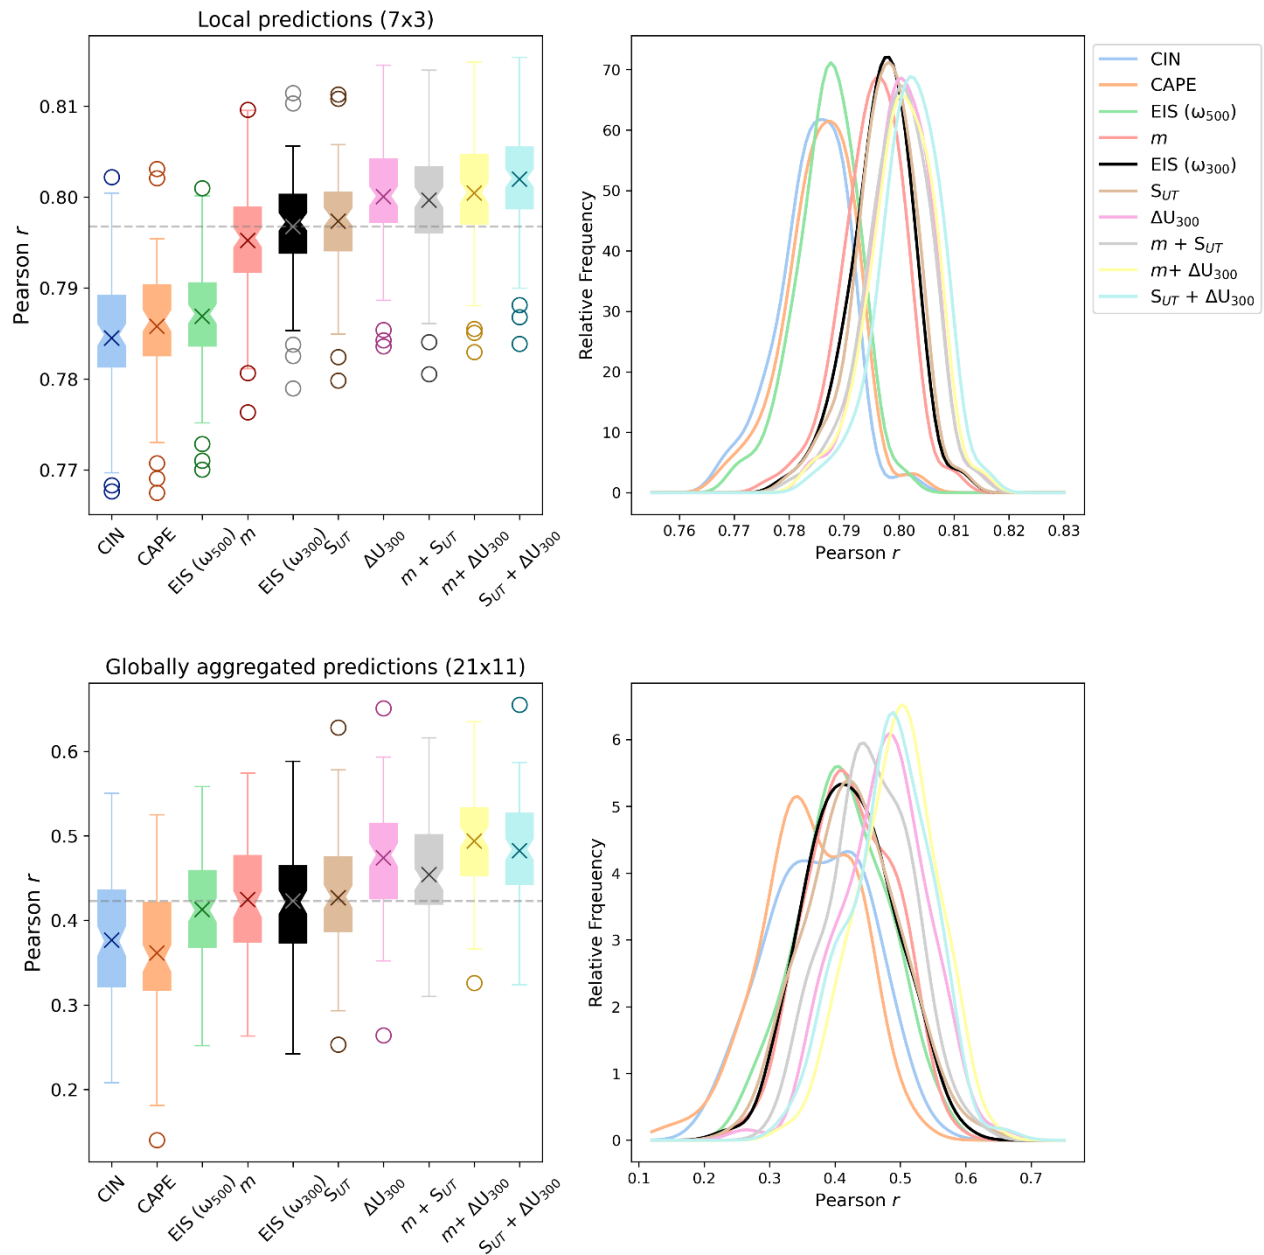 Local predictions (7x3)
Pearson r
0.81
0.80
0.79
0.78
0.77
CIN
CAPE
EIS (ω500)
m
EIS (ω300)
SUT
ΔU300
m + SUT
m+ ΔU300
SUT + ΔU300
Relative Frequency
70
60
50
40
30
20
10
0
0.76 0.77 0.78 0.79 0.80 0.81 0.82 0.83
Pearson r
CIN
CAPE
EIS (ω500)
m
EIS (ω300)
SUT
ΔU300
m + SUT
m+ ΔU300
SUT + ΔU300
Globally aggregated predictions (21x11)
Pearson r
0.6
0.5
0.4
0.3
0.2
CIN
CAPE
EIS (ω500)
m
EIS (ω300)
SUT
ΔU300
m + SUT
m+ ΔU300
SUT + ΔU300
Relative Frqeuency
6
5
4
3
2
1
0
0.1 0.2 0.3 0.4 0.5 0.6 0.7
Pearson r